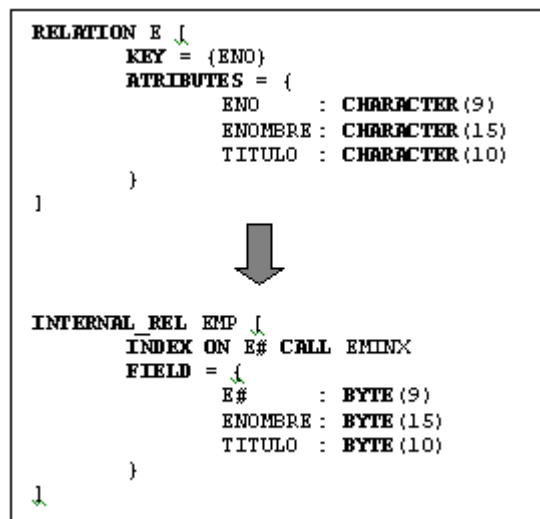 RELATION E [
KEY = {ENO}
ATRIBUTES = {
ENO : CHARACTER(9)
ENOMBRE : CHARACTER(15)
TITULO : CHARACTER(10)
}
]
INTERNAL_REL EMP [
INDEX ON E# CALL EMINX
FIELD = {
E# : BYTE(9)
ENOMBRE : BYTE(15)
TITULO : BYTE(10)
}
]